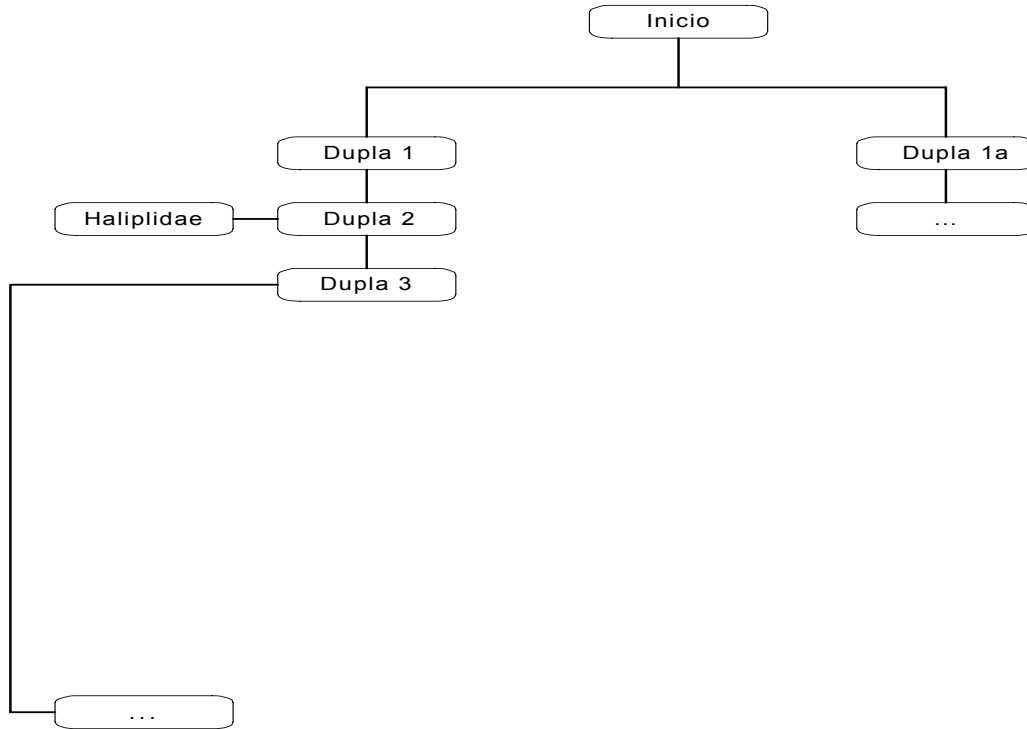 Inicio
Dupla 1
Dupla 1a
Haliplidae
Dupla 2
...
Dupla 3
...